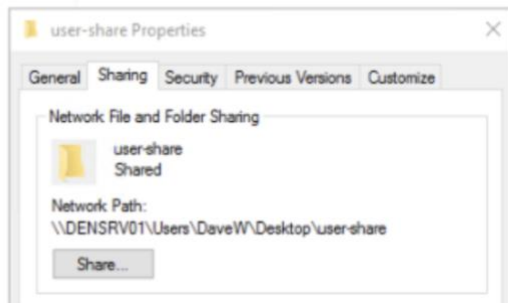 user-share Properties
General Sharing Security Previous Versions Customize
Network File and Folder Sharing
user-share
Shared
Network Path:
\\DENSRV01\Users\DaveW\Desktop\user-share
Share...